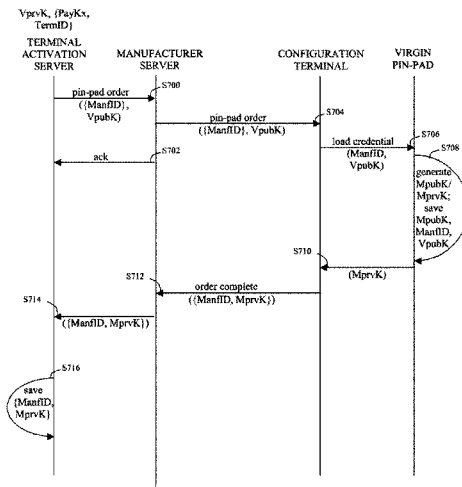 VprvK, {PayKx,
TermID}
TERMINAL
ACTIVATION
SERVER
MANUFACTURER
SERVER
CONFIGURATION
TERMINAL
VIRGIN
PIN-PAD
S700
pin-pad order
({ManfID},
VpubK)
S704
pin-pad order
({ManfID}, VpubK)
S702
ack
S706
load credential
(ManfID,
VpubK)
S708
generate
MpubK/
MprvK;
save
MpubK,
ManfID,
VpubK
S710
(MprvK)
S712
order complete
({ManfID, MprvK})
S714
({ManfID, MprvK})
S716
save
{ManfID,
MprvK}